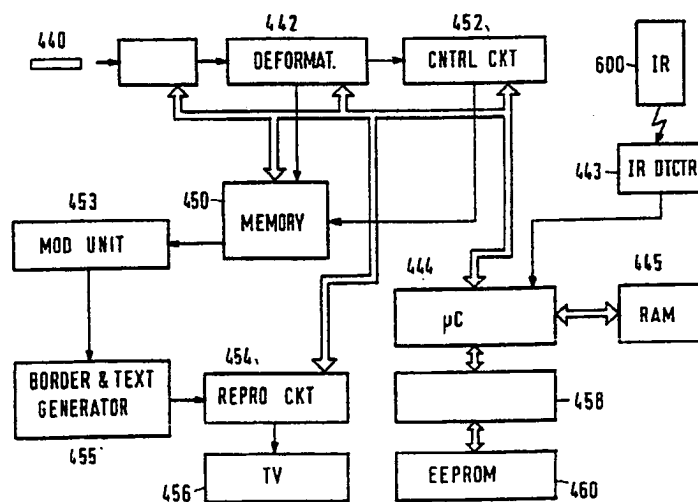 440
442
DEFORMAT.
452
CNTRL CKT
600
IR
443
IR DTCTR
450
MEMORY
453
MOD UNIT
444
µC
445
RAM
BORDER & TEXT
GENERATOR
455
454
REPRO CKT
458
456
TV
EEPROM
460